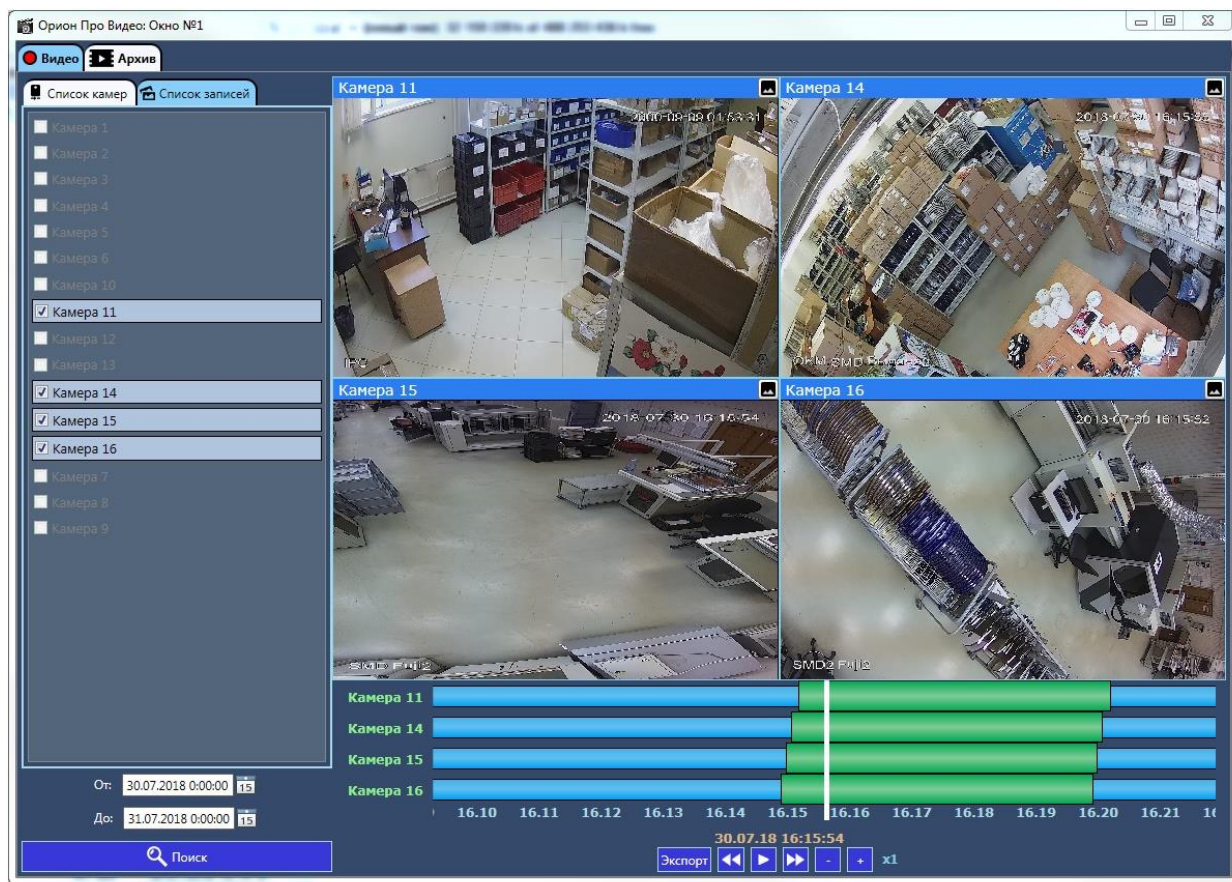 Орион Про Видео: Окно №1
Видео Архив
Список камер Список записей
Камера 1
Камера 2
Камера 3
Камера 4
Камера 5
Камера 6
Камера 10
Камера 11
Камера 12
Камера 13
Камера 14
Камера 15
Камера 16
Камера 7
Камера 8
Камера 9
От: 30.07.2018 0:00:00 15
До: 31.07.2018 0:00:00 15
Поиск
Камера 11
IPC
Камера 14
SMD
Камера 15
2018-07-30 16:15:54
SMD Fuji2
Камера 16
2018-07-30 16:15:52
SMD2 Fuji2
Камера 11
Камера 14
Камера 15
Камера 16
16.10 16.11 16.12 16.13 16.14 16.15 16.16 16.17 16.18 16.19 16.20 16.21
30.07.18 16:15:54
Экспорт - + x1